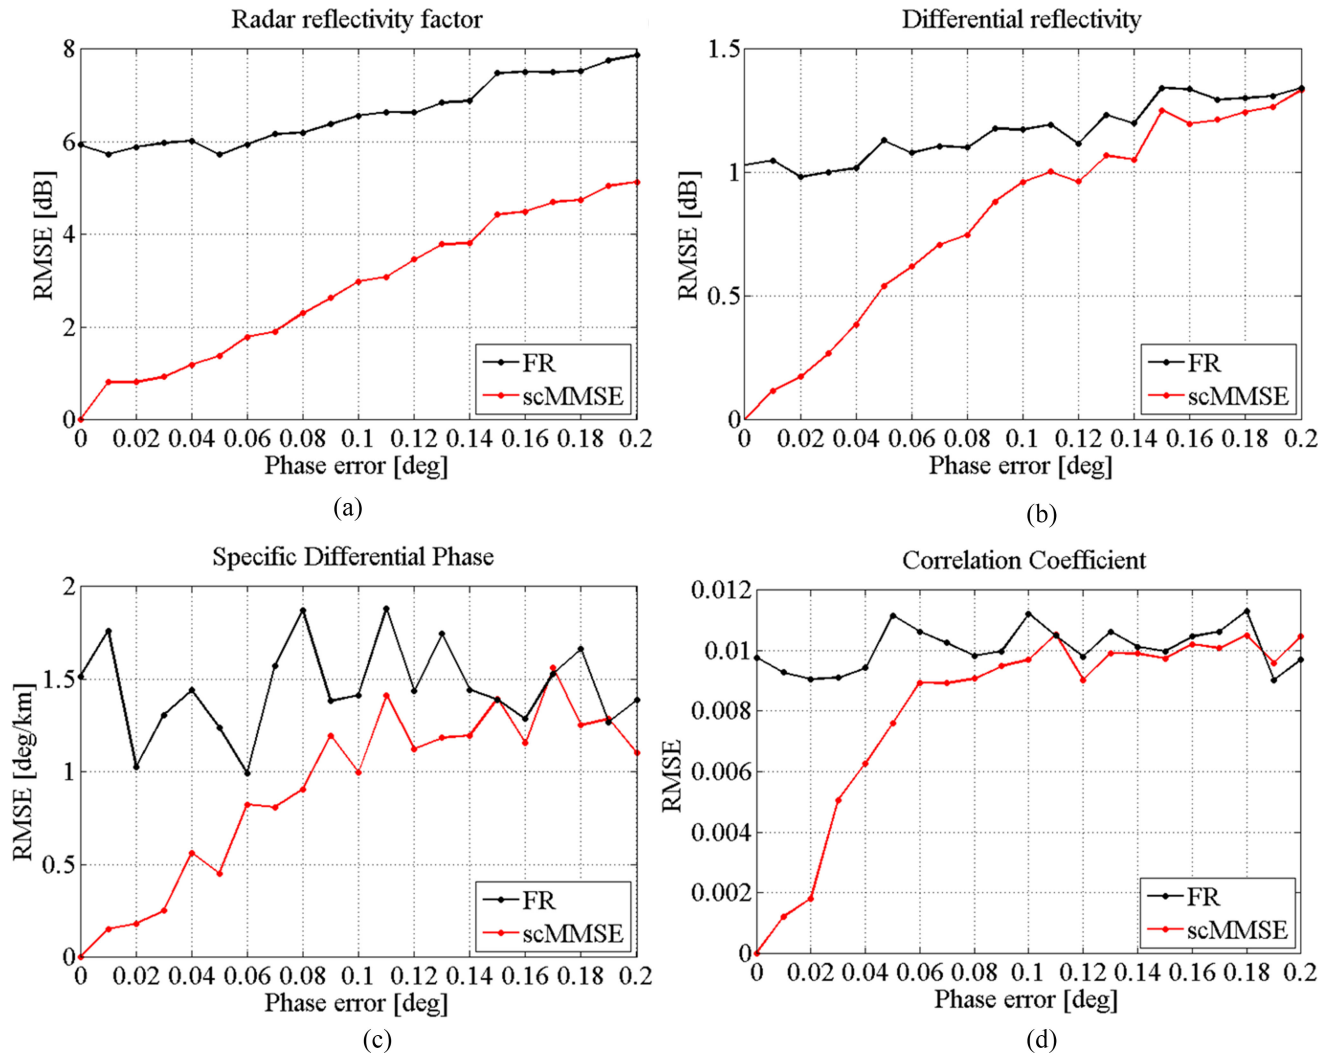 Radar reflectivity factor
8
6
4
2
0
RMSE [dB]
FR
scMMSE
0 0.02 0.04 0.06 0.08 0.1 0.12 0.14 0.16 0.18 0.2
Phase error [deg]
(a)
Differential reflectivity
1.5
1
0.5
0
RMSE [dB]
FR
scMMSE
0 0.02 0.04 0.06 0.08 0.1 0.12 0.14 0.16 0.18 0.2
Phase error [deg]
(b)
Specific Differential Phase
2
1.5
1
0.5
0
RMSE [deg/km]
FR
scMMSE
0 0.02 0.04 0.06 0.08 0.1 0.12 0.14 0.16 0.18 0.2
Phase error [deg]
(c)
Correlation Coefficient
0.012
0.01
0.008
0.006
0.004
0.002
0
RMSE
FR
scMMSE
0 0.02 0.04 0.06 0.08 0.1 0.12 0.14 0.16 0.18 0.2
Phase error [deg]
(d)